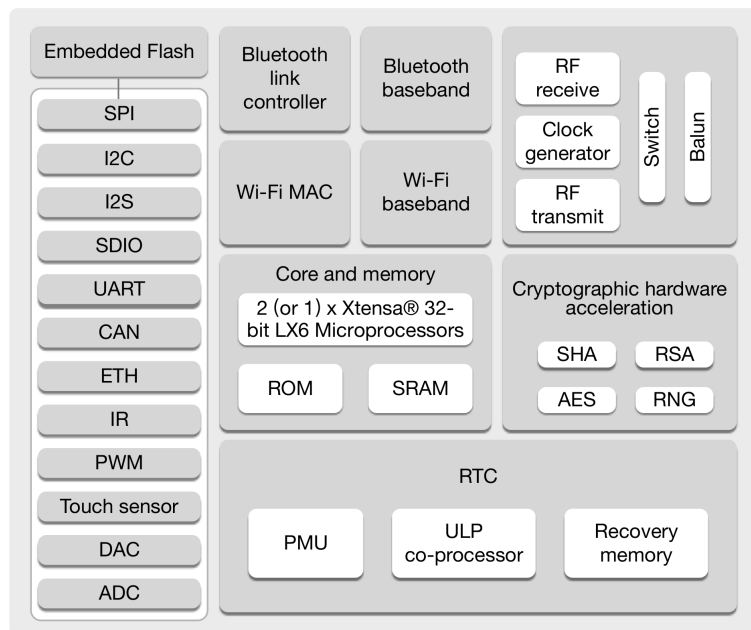 Embedded Flash
SPI
I2C
I2S
SDIO
UART
CAN
ETH
IR
PWM
Touch sensor
DAC
ADC
Bluetooth
link
controller
Bluetooth
baseband
Wi-Fi MAC
Wi-Fi
baseband
RF
receive
Clock
generator
RF
transmit
Switch
Balun
Core and memory
2 (or 1) x Xtensa® 32-
bit LX6 Microprocessors
ROM
SRAM
Cryptographic hardware
acceleration
SHA
RSA
AES
RNG
RTC
PMU
ULP
co-processor
Recovery
memory